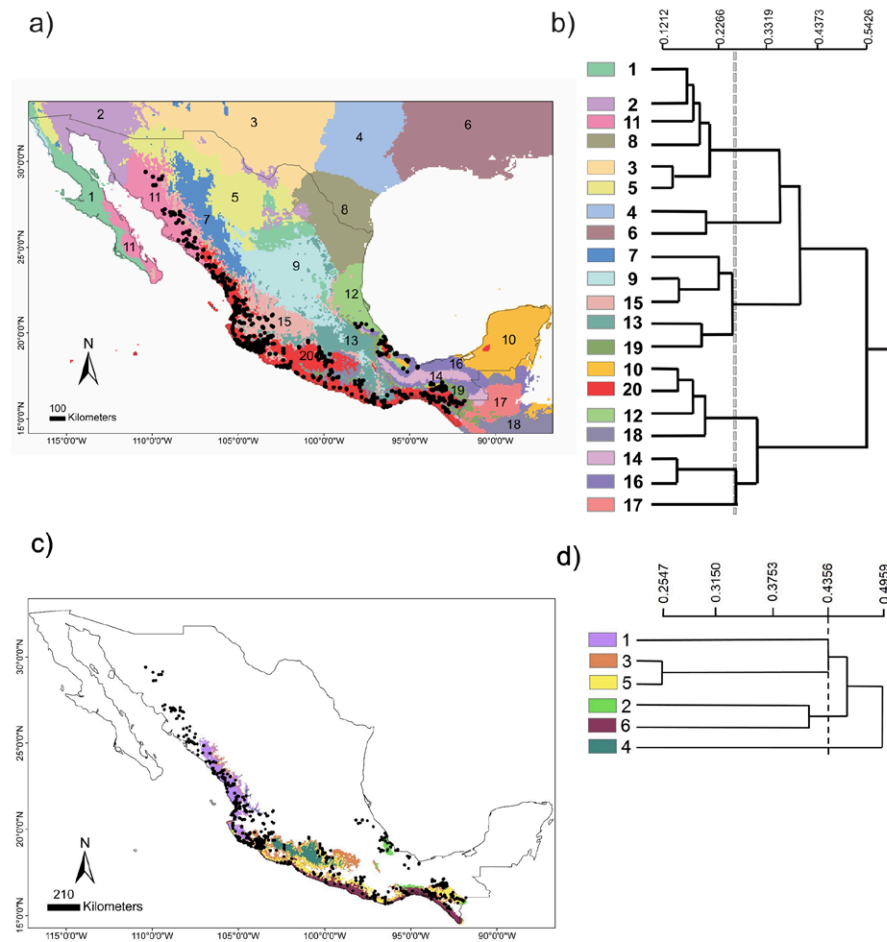 a)
b)
0.1212
0.2266
0.3319
0.4373
0.5426
2
3
4
6
30°0'0"N
11
1
5
7
8
25°0'0"N
11
9
12
20°0'0"N
15
13
10
20
16
14
19
17
18
N
100
Kilometers
15°0'0"N
115°0'0"W
110°0'0"W
105°0'0"W
100°0'0"W
95°0'0"W
90°0'0"W
1
2
11
8
3
5
4
6
7
9
15
13
19
10
20
12
18
14
16
17
c)
d)
0.2547
0.3150
0.3753
0.4356
0.4959
30°0'0"N
25°0'0"N
20°0'0"N
15°0'0"N
N
210
Kilometers
115°0'0"W
110°0'0"W
105°0'0"W
100°0'0"W
95°0'0"W
90°0'0"W
1
3
5
2
6
4